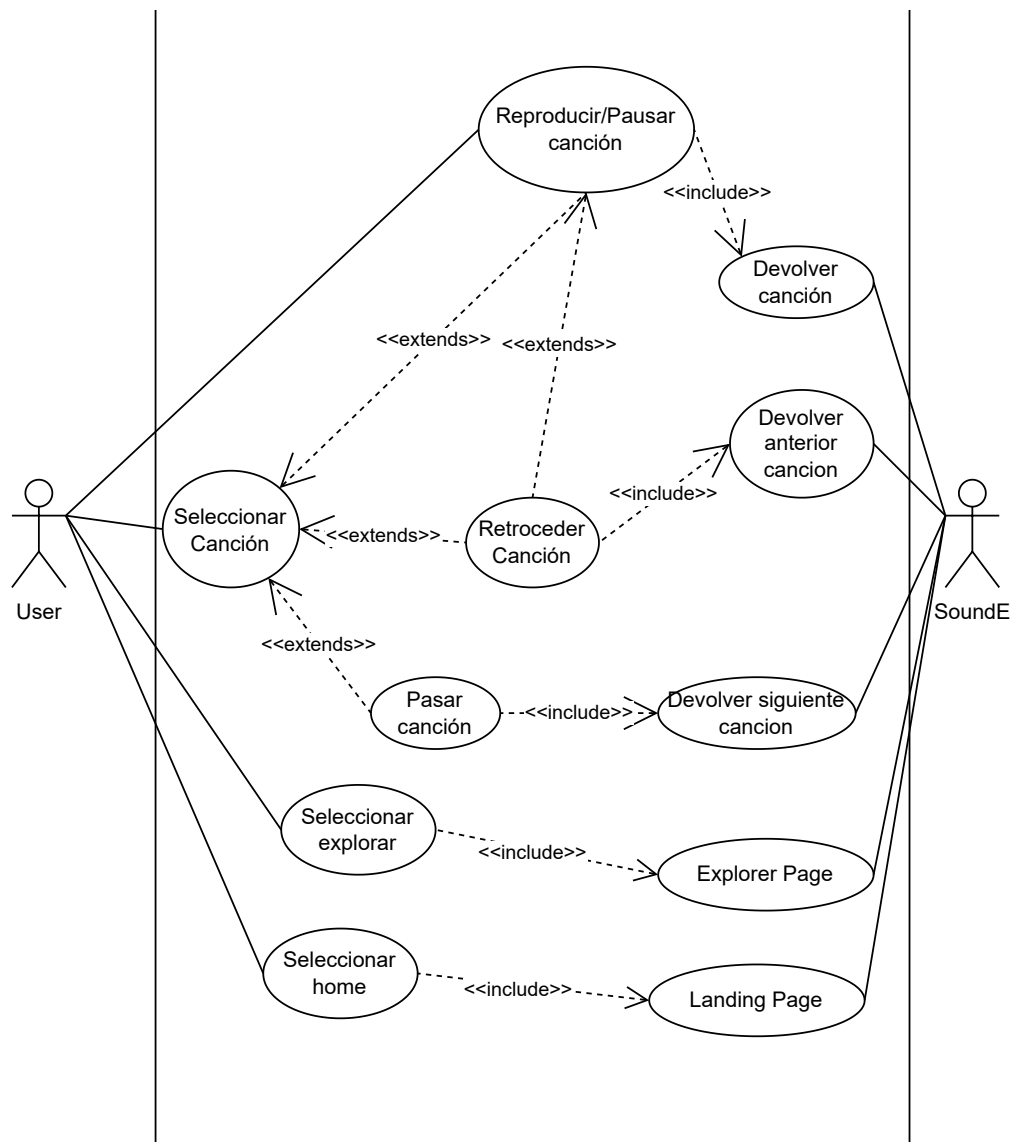 Reproducir/Pausar
canción
<<include>>
Devolver
canción
<<extends>>
<<extends>>
Devolver
anterior
cancion
<<include>>
Seleccionar
Canción
<<extends>>
Retroceder
Canción
User
SoundE
<<extends>>
Pasar
canción
<<include>>
Devolver siguiente
cancion
Seleccionar
explorar
<<include>>
Explorer Page
Seleccionar
home
<<include>>
Landing Page